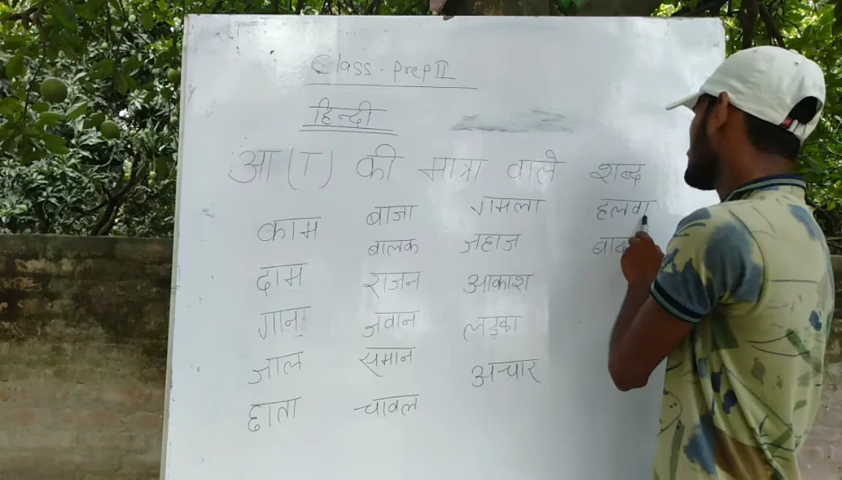 Class - Prep II
हिन्दी
आ (ा) की मात्रा वाले शब्द
काम बाजा गमला हलवा
दाम बालक जहाज
गान राजन आकाश
जाल जवान लड़का
छाता समान अचार
चावल